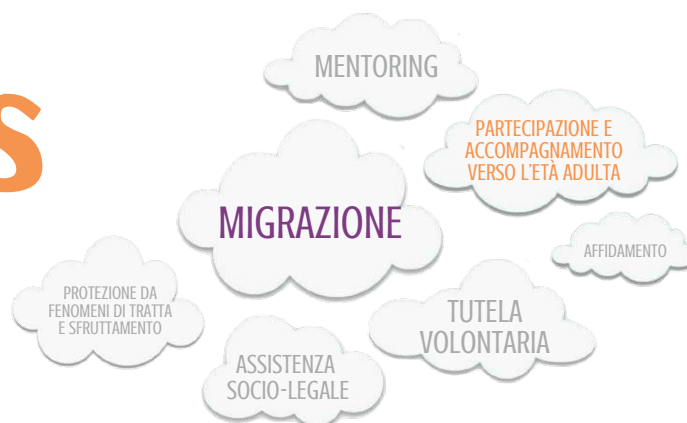 MENTORING
S
PARTECIPAZIONE E
ACCOMPAGNAMENTO
VERSO L'ETÀ ADULTA
MIGRAZIONE
AFFIDAMENTO
PROTEZIONE DA
FENOMENI DI TRATTA
E SFRUTTAMENTO
TUTELA
VOLONTARIA
ASSISTENZA
SOCIO-LEGALE